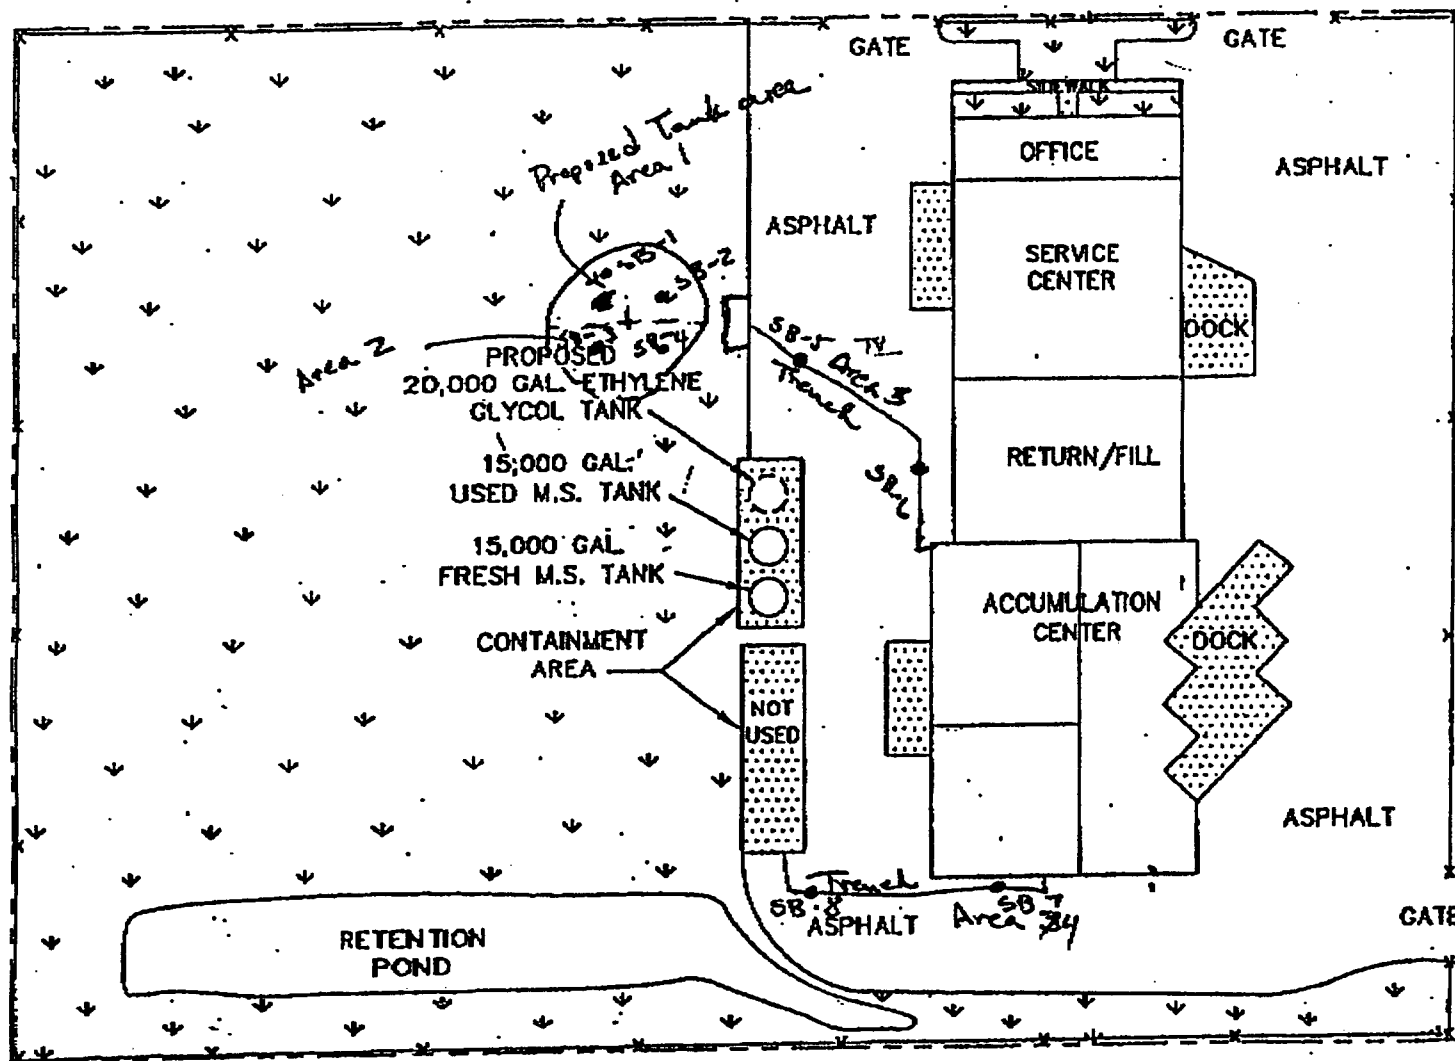 GATE
GATE
SIDEWALK
OFFICE
ASPHALT
Proposed Tank area
Area 1
ASPHALT
SERVICE
CENTER
DOCK
SB-1
SB-2
SB-3
SB-4
Area 2
PROPOSED
20,000 GAL. ETHYLENE
GLYCOL TANK
SB-5
Area 3
Trench
SB-6
RETURN/FILL
15,000 GAL.
USED M.S. TANK
15,000 GAL.
FRESH M.S. TANK
ACCUMULATION
CENTER
DOCK
CONTAINMENT
AREA
NOT
USED
ASPHALT
Trench
SB-8
SB 7
ASPHALT
Area
GATE
RETENTION
POND